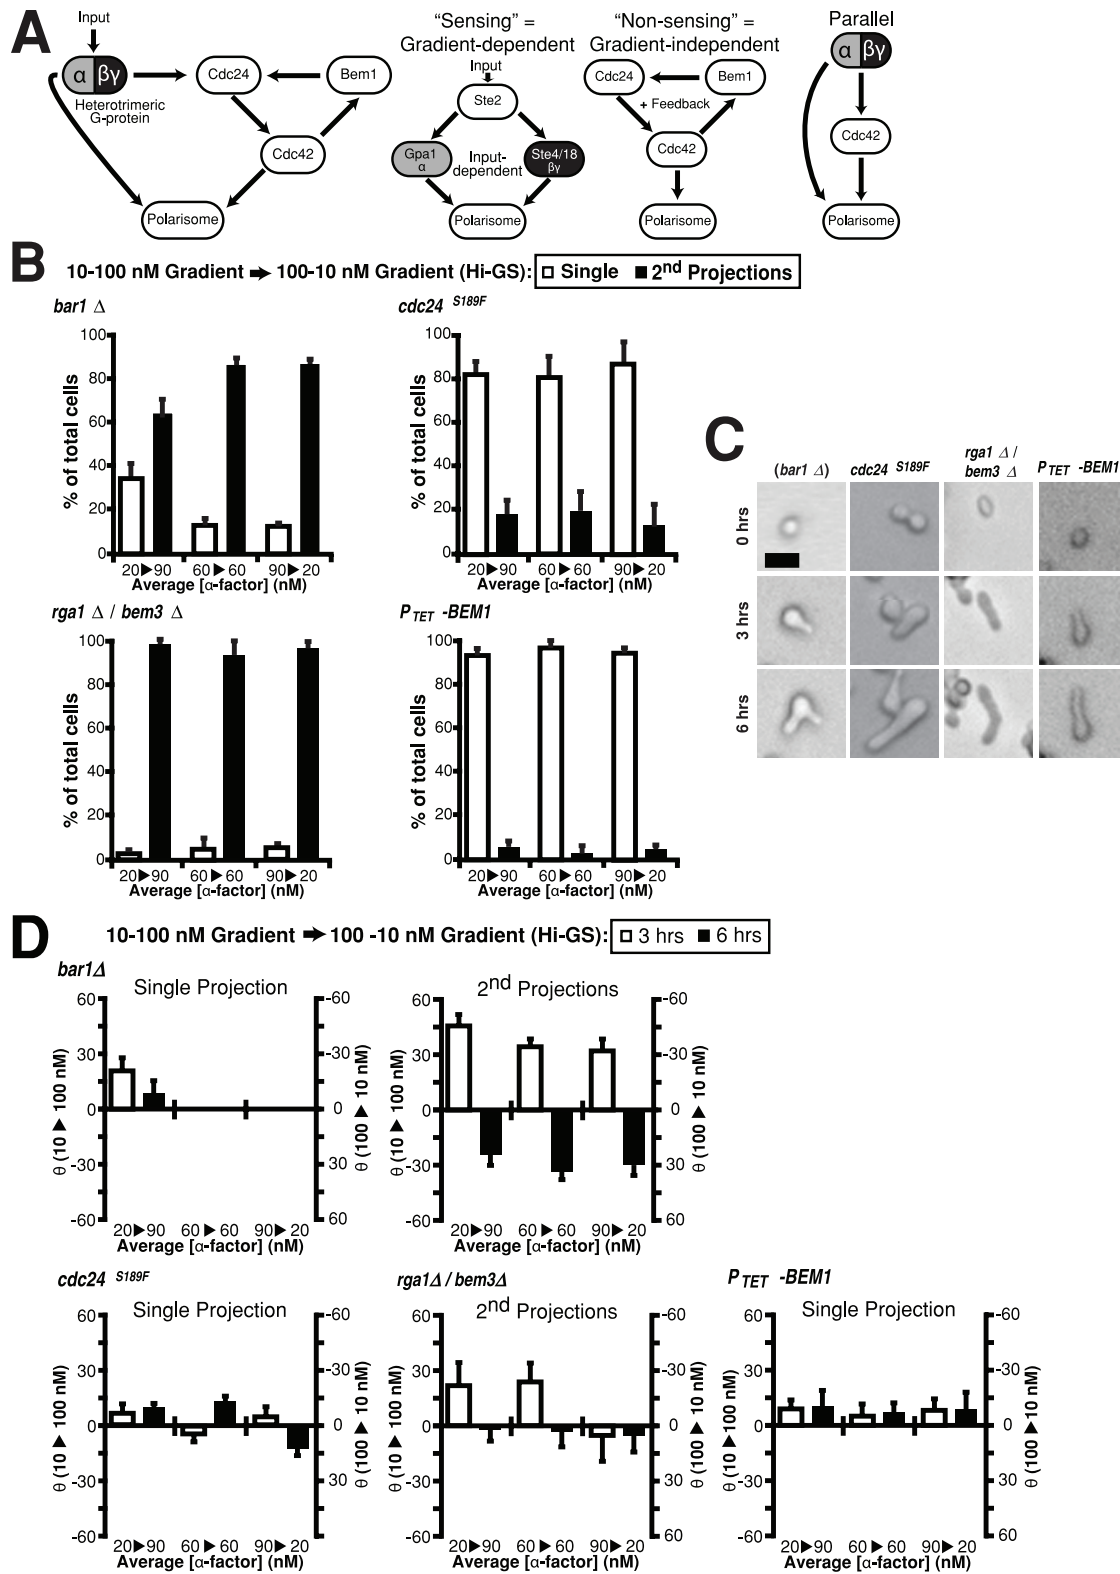 A
Input
α βγ
Heterotrimeric
G-protein
Cdc24
Bem1
Cdc42
Polarisome
“Sensing” =
Gradient-dependent
Input
Ste2
Gpa1
α
Input-
dependent
Ste4/18
βγ
Polarisome
“Non-sensing” =
Gradient-independent
Cdc24
Bem1
+ Feedback
Cdc42
Polarisome
Parallel
α βγ
Cdc42
Polarisome
B
10-100 nM Gradient ➔ 100-10 nM Gradient (Hi-GS): □ Single ■ 2nd Projections
bar1 Δ
% of total cells
100
80
60
40
20
0
20▶90 60▶60 90▶20
Average [α-factor] (nM)
cdc24 S189F
% of total cells
100
80
60
40
20
0
20▶90 60▶60 90▶20
Average [α-factor] (nM)
rga1 Δ / bem3 Δ
% of total cells
100
80
60
40
20
0
20▶90 60▶60 90▶20
Average [α-factor] (nM)
PTET -BEM1
% of total cells
100
80
60
40
20
0
20▶90 60▶60 90▶20
Average [α-factor] (nM)
C
(bar1 Δ)
cdc24 S189F
rga1 Δ /
bem3 Δ
PTET -BEM1
0 hrs
3 hrs
6 hrs
D
10-100 nM Gradient ➔ 100 -10 nM Gradient (Hi-GS): □ 3 hrs ■ 6 hrs
bar1Δ
Single Projection
θ (10 ▶ 100 nM)
60
30
0
-30
-60
-60
-30
0
30
60
θ (100 ▶ 10 nM)
20▶90 60▶60 90▶20
Average [α-factor] (nM)
2nd Projections
θ (10 ▶ 100 nM)
60
30
0
-30
-60
-60
-30
0
30
60
θ (100 ▶ 10 nM)
20▶90 60▶60 90▶20
Average [α-factor] (nM)
cdc24 S189F
Single Projection
θ (10 ▶ 100 nM)
60
30
0
-30
-60
-60
-30
0
30
60
θ (100 ▶ 10 nM)
20▶90 60▶60 90▶20
Average [α-factor] (nM)
rga1Δ / bem3Δ
2nd Projections
θ (10 ▶ 100 nM)
60
30
0
-30
-60
-60
-30
0
30
60
θ (100 ▶ 10 nM)
20▶90 60▶60 90▶20
Average [α-factor] (nM)
PTET -BEM1
Single Projection
θ (10 ▶ 100 nM)
60
30
0
-30
-60
-60
-30
0
30
60
θ (100 ▶ 10 nM)
20▶90 60▶60 90▶20
Average [α-factor] (nM)